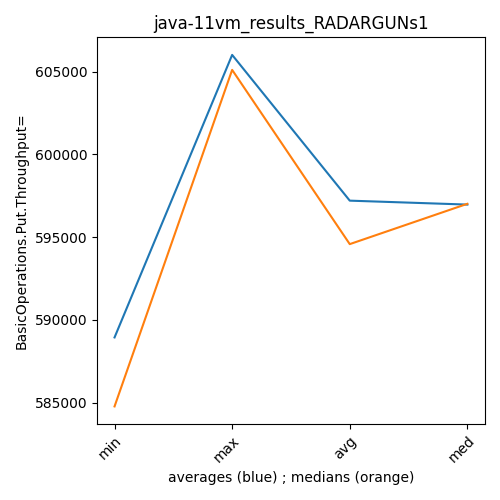 java-11vm_results_RADARGUNs1
BasicOperations.Put.Throughput=
605000
600000
595000
590000
585000
min
max
avg
med
averages (blue) ; medians (orange)